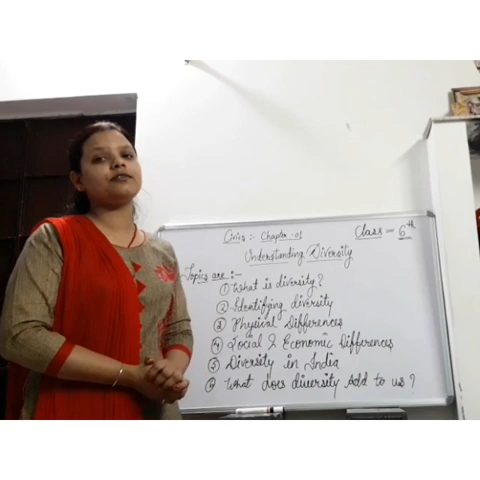 Civics :- Chapter -01
Class - 6th
Understanding Diversity
Topics are :-
① What is diversity?
② Identifying diversity
③ Physical Differences
④ Social & Economic Differences
⑤ Diversity in India
⑥ What does diversity Add to us?